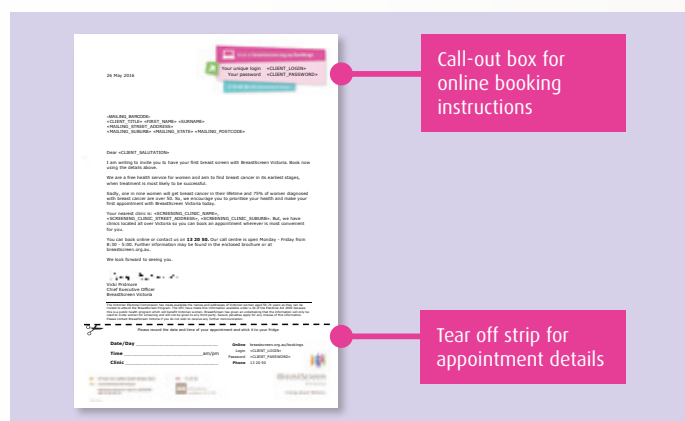 Call-out box for
online booking
instructions
Your unique login <CLIENT_LOGIN>
Your password <CLIENT_PASSWORD>
26 May 2016
<MAILING_BARCODE>
<CLIENT_TITLE> <FIRST_NAME> <SURNAME>
<MAILING_STREET_ADDRESS>
<MAILING_SUBURB> <MAILING_STATE> <MAILING_POSTCODE>
Dear <CLIENT_SALUTATION>
I am writing to invite you to have your first breast screen with BreastScreen Victoria. Book now
using the details above.
We are a free health service for women and aim to find breast cancer in its earliest stages,
when treatment is most likely to be successful.
Sadly, one in nine women will get breast cancer in their lifetime and 75% of women diagnosed
with breast cancer are over 50. So, we encourage you to prioritise your health and make your
first appointment with BreastScreen Victoria today.
Your nearest clinic is: <SCREENING_CLINIC_NAME>,
<SCREENING_CLINIC_STREET_ADDRESS>, <SCREENING_CLINIC_SUBURB>. But, we have
clinics located all over Victoria so you can book an appointment wherever is most convenient
for you.
You can book online or contact us on 13 20 50. Our call centre is open Monday - Friday from
8:30 - 5:00. Further information may be found in the enclosed brochure or at
breastscreen.org.au.
We look forward to seeing you.
Vicki Pridmore
Chief Executive Officer
BreastScreen Victoria
Tear off strip for
appointment details
Please record the date and time of your appointment and stick it to your fridge
Date/Day
Time am/pm
Clinic
Online breastscreen.org.au/bookings
Login <CLIENT_LOGIN>
Password <CLIENT_PASSWORD>
Phone 13 20 50
BreastScreen